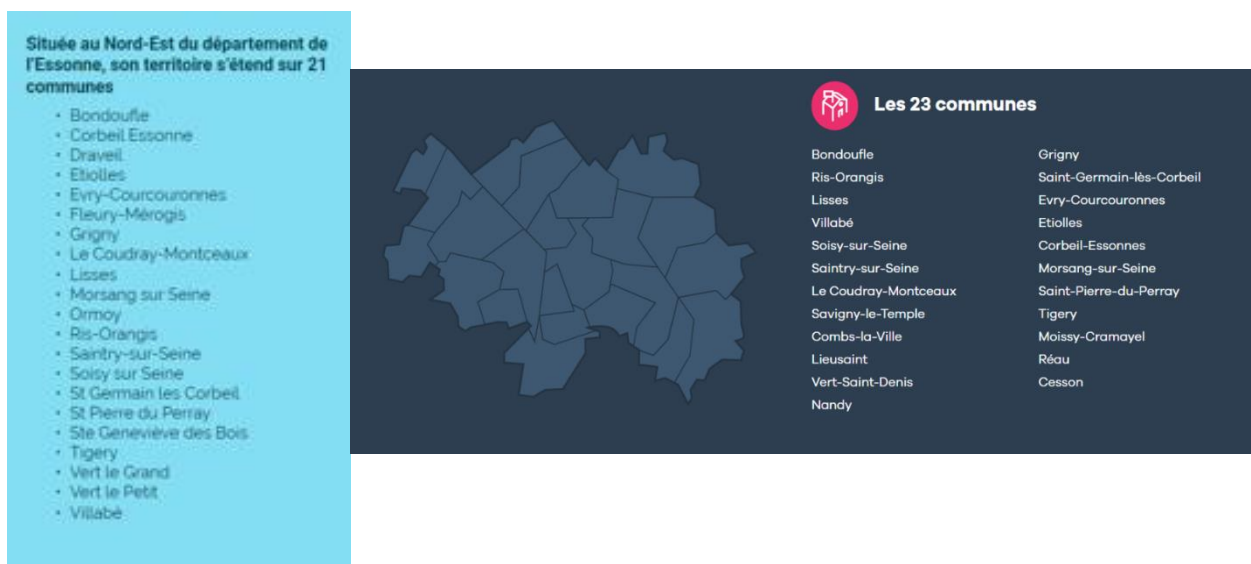 Située au Nord-Est du département de
l'Essonne, son territoire s'étend sur 21
communes
• Bondoufle
• Corbeil Essonne
• Draveil
• Etiolles
• Evry-Courcouronnes
• Fleury-Mérogis
• Grigny
• Le Coudray-Montceaux
• Lisses
• Morsang sur Seine
• Ormoy
• Ris-Orangis
• Saintry-sur-Seine
• Soisy sur Seine
• St Germain les Corbeil
• St Pierre du Perray
• Ste Geneviève des Bois
• Tigery
• Vert le Grand
• Vert le Petit
• Villabé
Les 23 communes
Bondoufle
Ris-Orangis
Lisses
Villabé
Soisy-sur-Seine
Saintry-sur-Seine
Le Coudray-Montceaux
Savigny-le-Temple
Combs-la-Ville
Lieusaint
Vert-Saint-Denis
Nandy
Grigny
Saint-Germain-lès-Corbeil
Evry-Courcouronnes
Etiolles
Corbeil-Essonnes
Morsang-sur-Seine
Saint-Pierre-du-Perray
Tigery
Moissy-Cramayel
Réau
Cesson